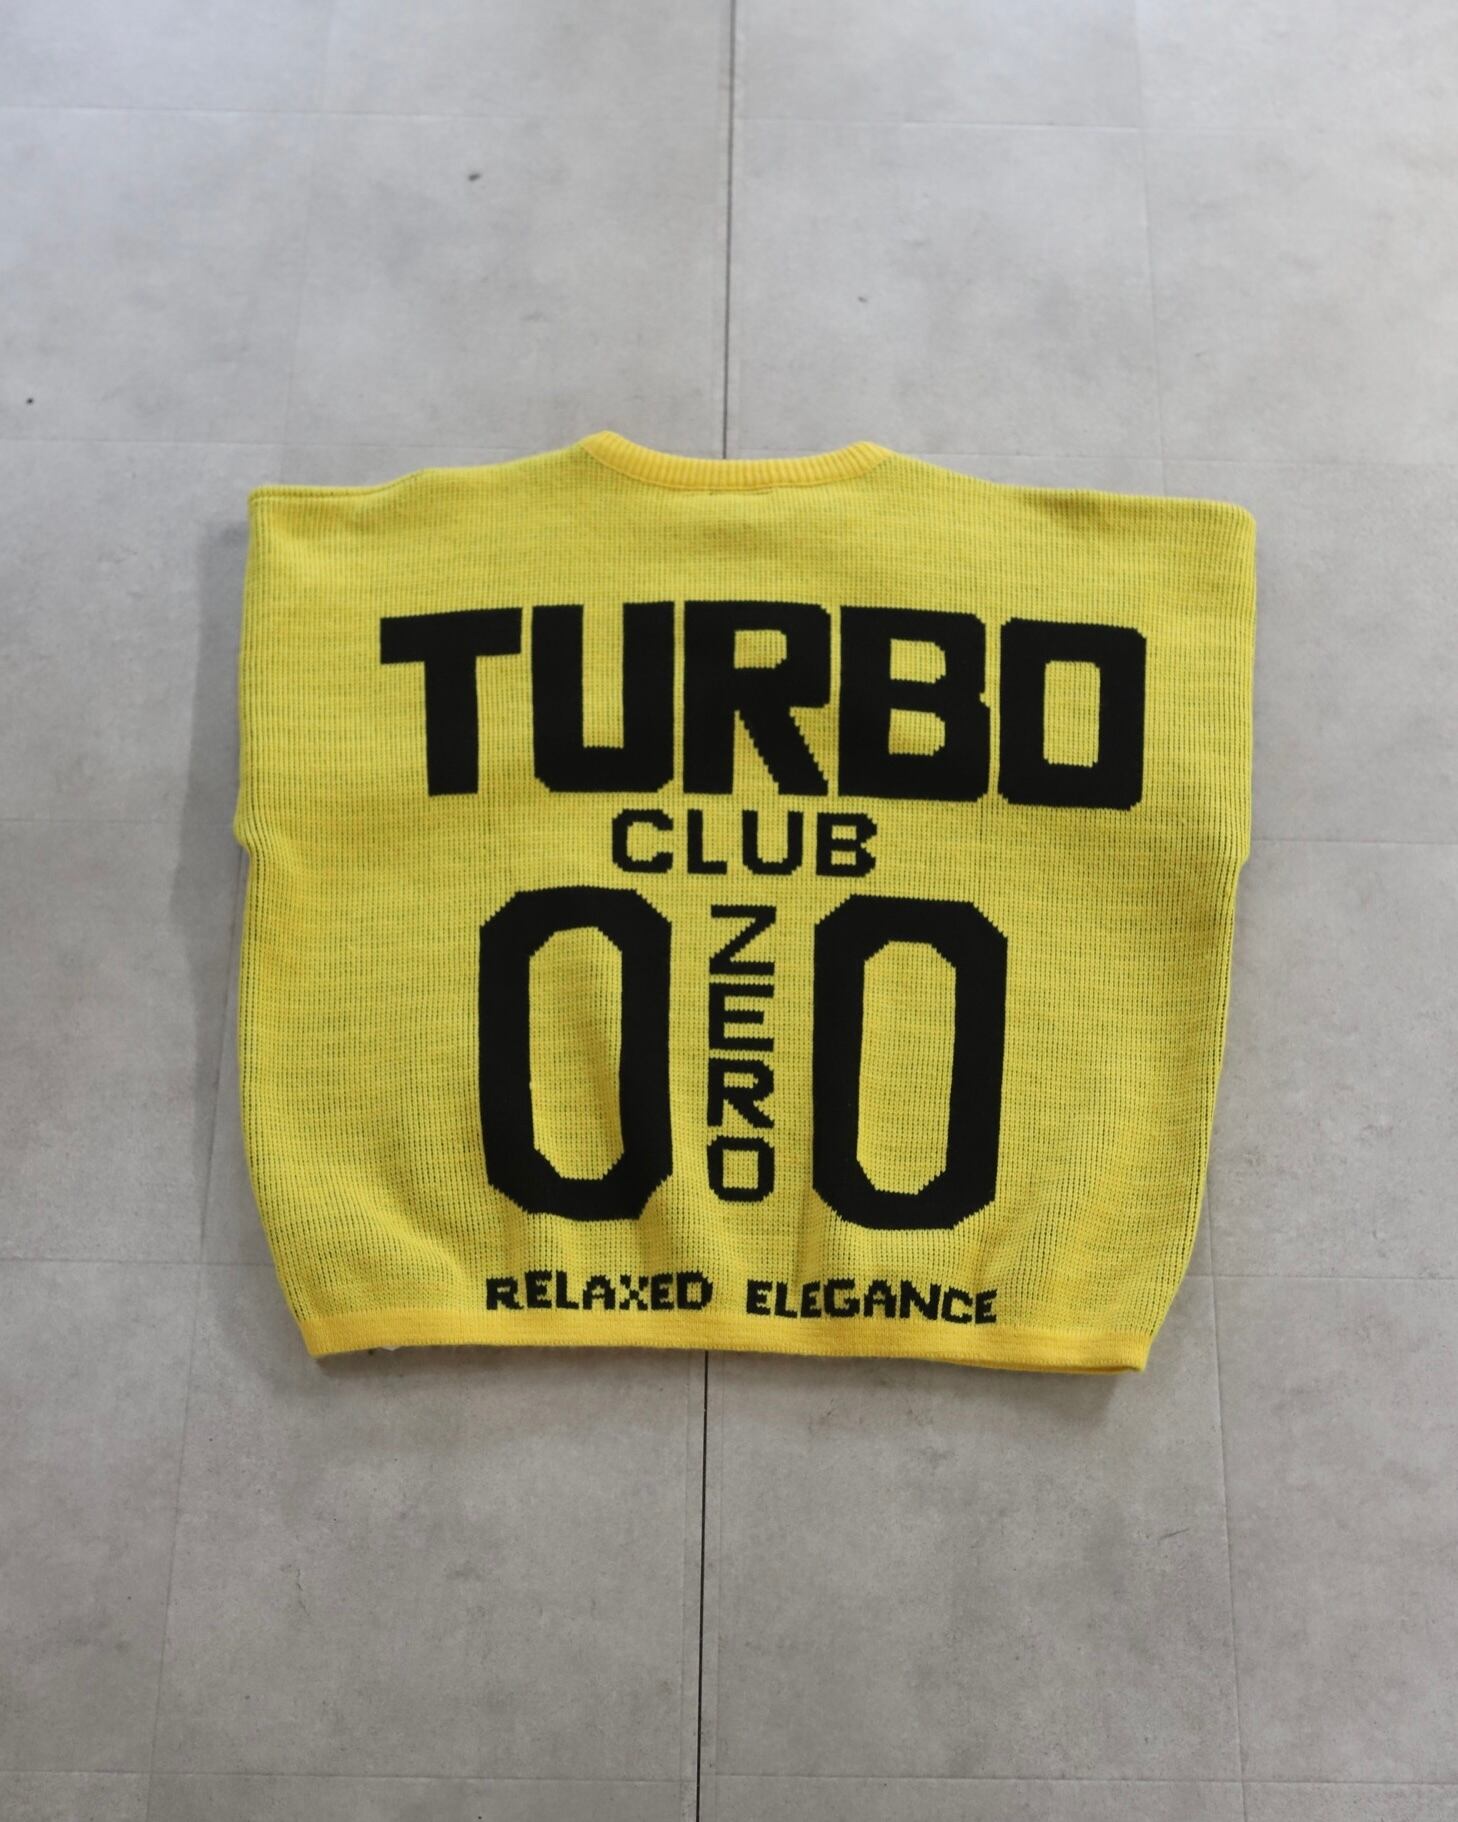 TURBO
CLUB
0 ZERO 0
RELAXED ELEGANCE